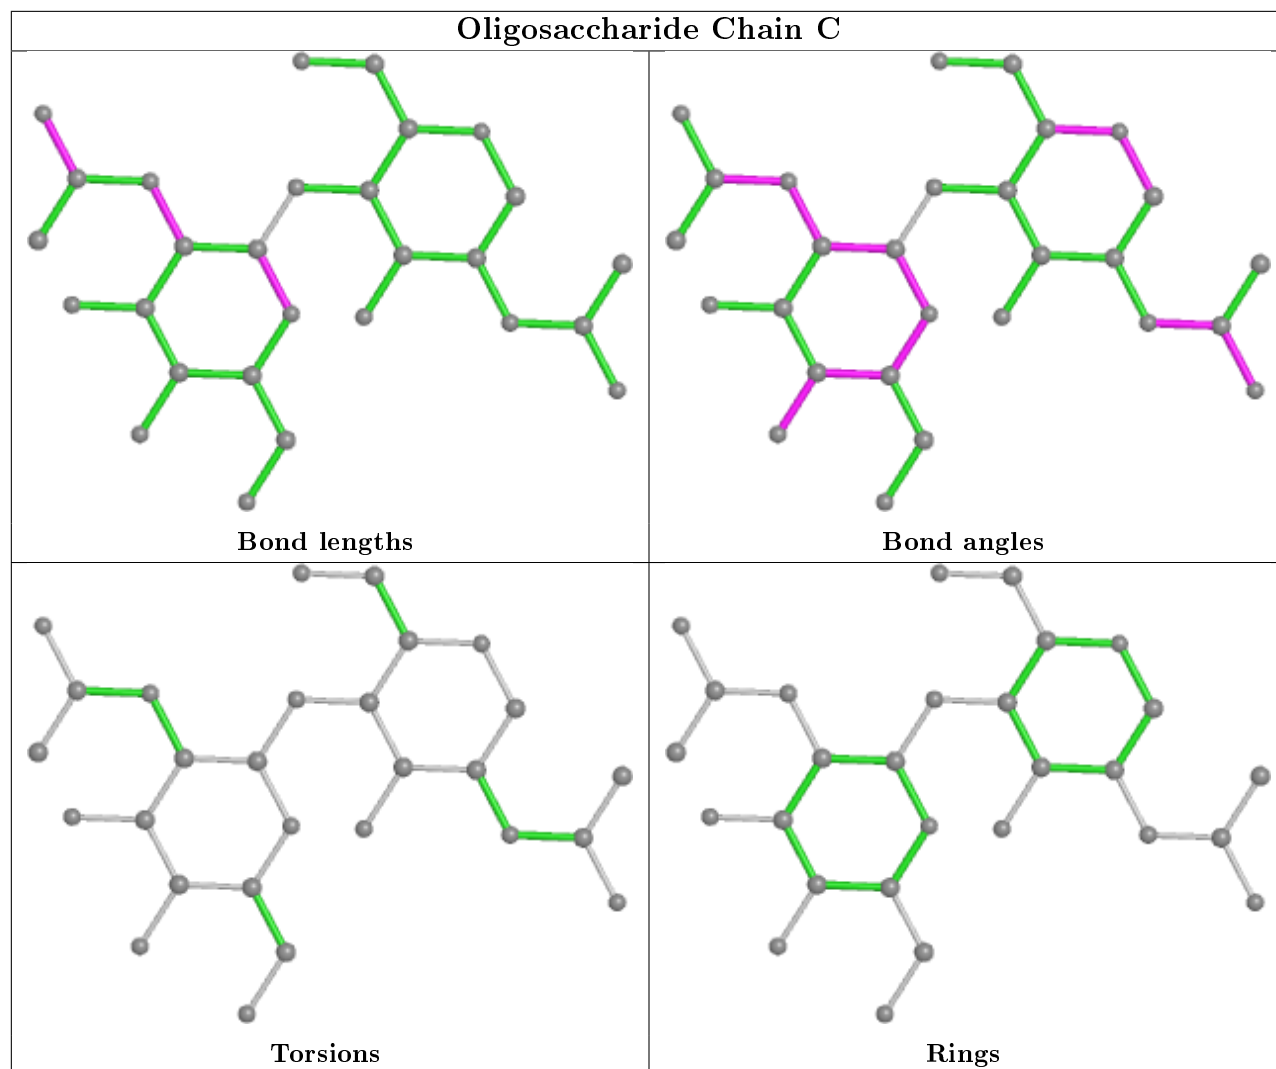 Oligosaccharide Chain C
Bond lengths
Bond angles
Torsions
Rings